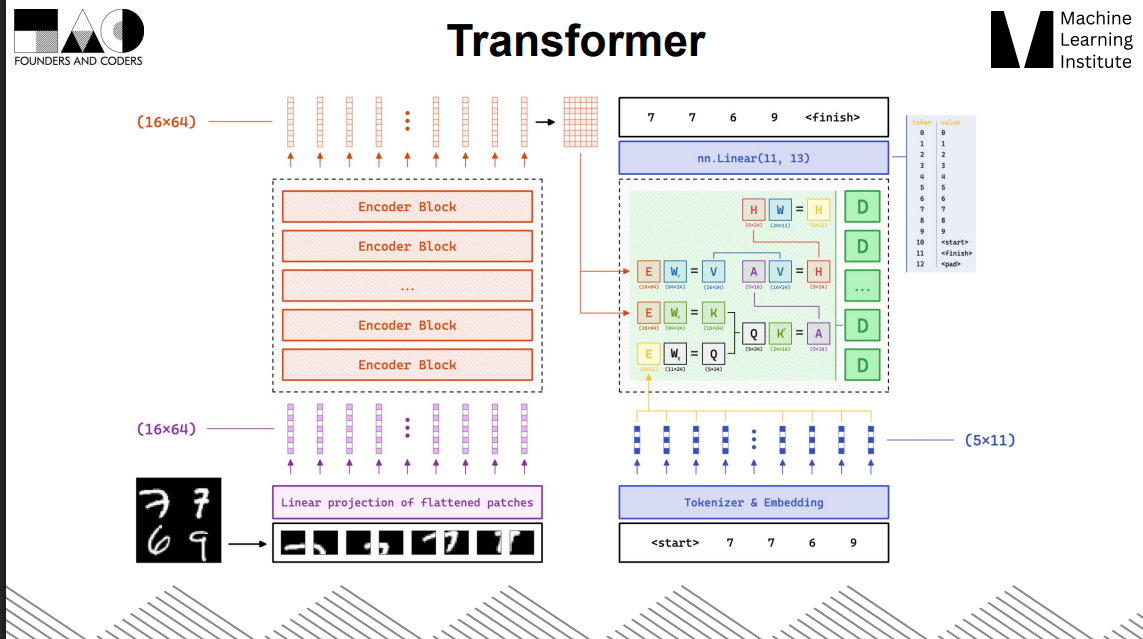 FOUNDERS AND CODERS
Transformer
Machine
Learning
Institute
(16×64)
Encoder Block
Encoder Block
...
Encoder Block
Encoder Block
(16×64)
Linear projection of flattened patches
7 7 6 9 <finish>
nn.Linear(11, 13)
token value
0 0
1 1
2 2
3 3
4 4
5 5
6 6
7 7
8 8
9 9
10 <start>
11 <finish>
12 <pad>
H W = H
(5×24) (24×11) (5×11)
E W = V A V = H
(16×64) (64×24) (16×24) (5×16) (16×24) (5×24)
E W = K
(16×64) (64×24) (16×24)
Q Kᵀ = A
(5×24) (24×16) (5×16)
E W = Q
(5×11) (11×24) (5×24)
D
D
...
D
D
(5×11)
Tokenizer & Embedding
<start> 7 7 6 9
7 7
6 9